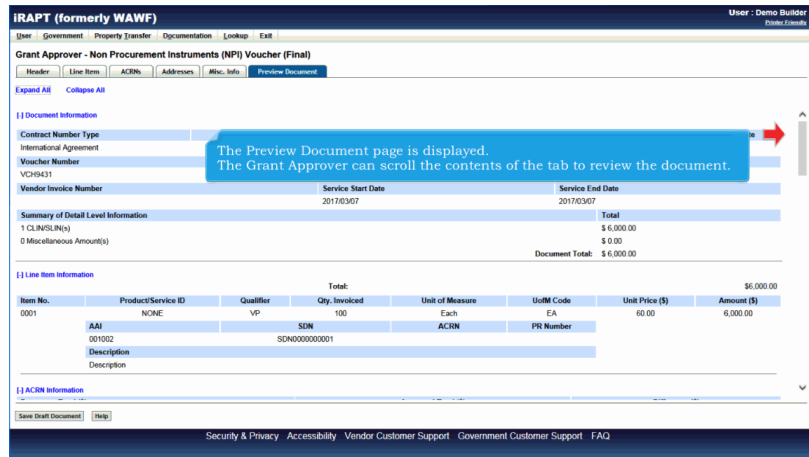 iRAPT (formerly WAWF)
User : Demo Builder
Printer Friendly
User Government Property Transfer Documentation Lookup Exit
Grant Approver - Non Procurement Instruments (NPI) Voucher (Final)
Header Line Item ACRNs Addresses Misc. Info Preview Document
Expand All Collapse All
[-] Document Information
Contract Number Type
International Agreement
The Preview Document page is displayed.
The Grant Approver can scroll the contents of the tab to review the document.
Voucher Number
VCH9431
Vendor Invoice Number Service Start Date Service End Date
2017/03/07 2017/03/07
Summary of Detail Level Information Total
1 CLIN/SLIN(s) $ 6,000.00
0 Miscellaneous Amount(s) $ 0.00
Document Total: $ 6,000.00
[-] Line Item Information
Total: $6,000.00
Item No. Product/Service ID Qualifier Qty. Invoiced Unit of Measure UofM Code Unit Price ($) Amount ($)
0001 NONE VP 100 Each EA 60.00 6,000.00
AAI SDN ACRN PR Number
001002 SDN0000000001
Description
Description
[-] ACRN Information
Save Draft Document Help
Security & Privacy Accessibility Vendor Customer Support Government Customer Support FAQ